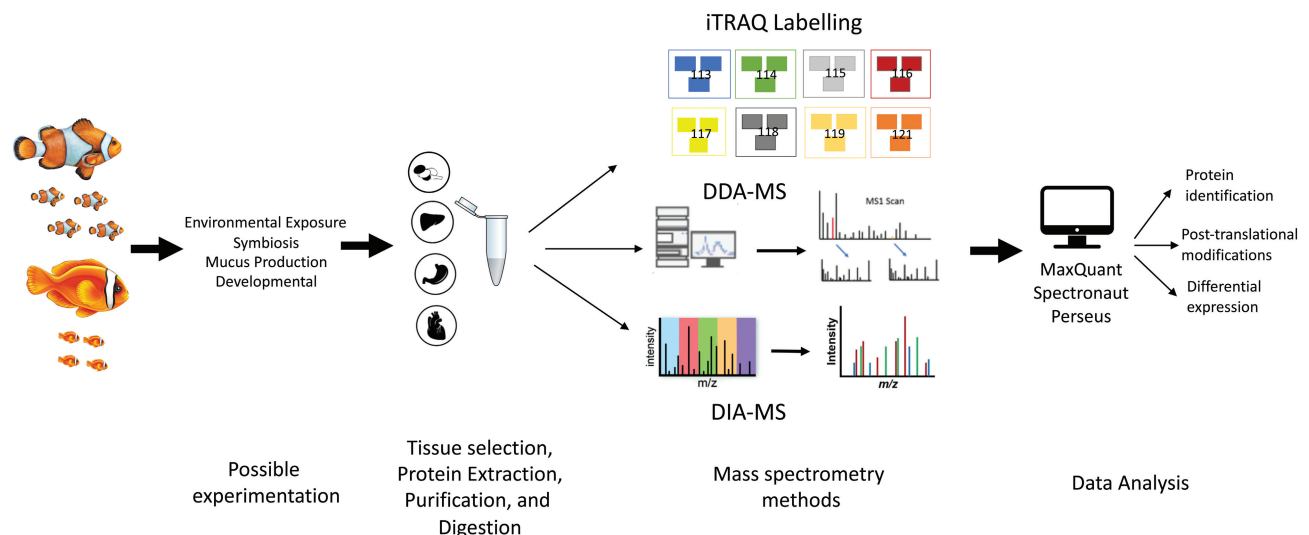 iTRAQ Labelling
113
114
115
116
117
118
119
121
DDA-MS
MS1 Scan
Environmental Exposure
Symbiosis
Mucus Production
Developmental
intensity
m/z
Intensity
m/z
DIA-MS
MaxQuant
Spectronaut
Perseus
Protein
identification
Post-translational
modifications
Differential
expression
Possible
experimentation
Tissue selection,
Protein Extraction,
Purification, and
Digestion
Mass spectrometry
methods
Data Analysis